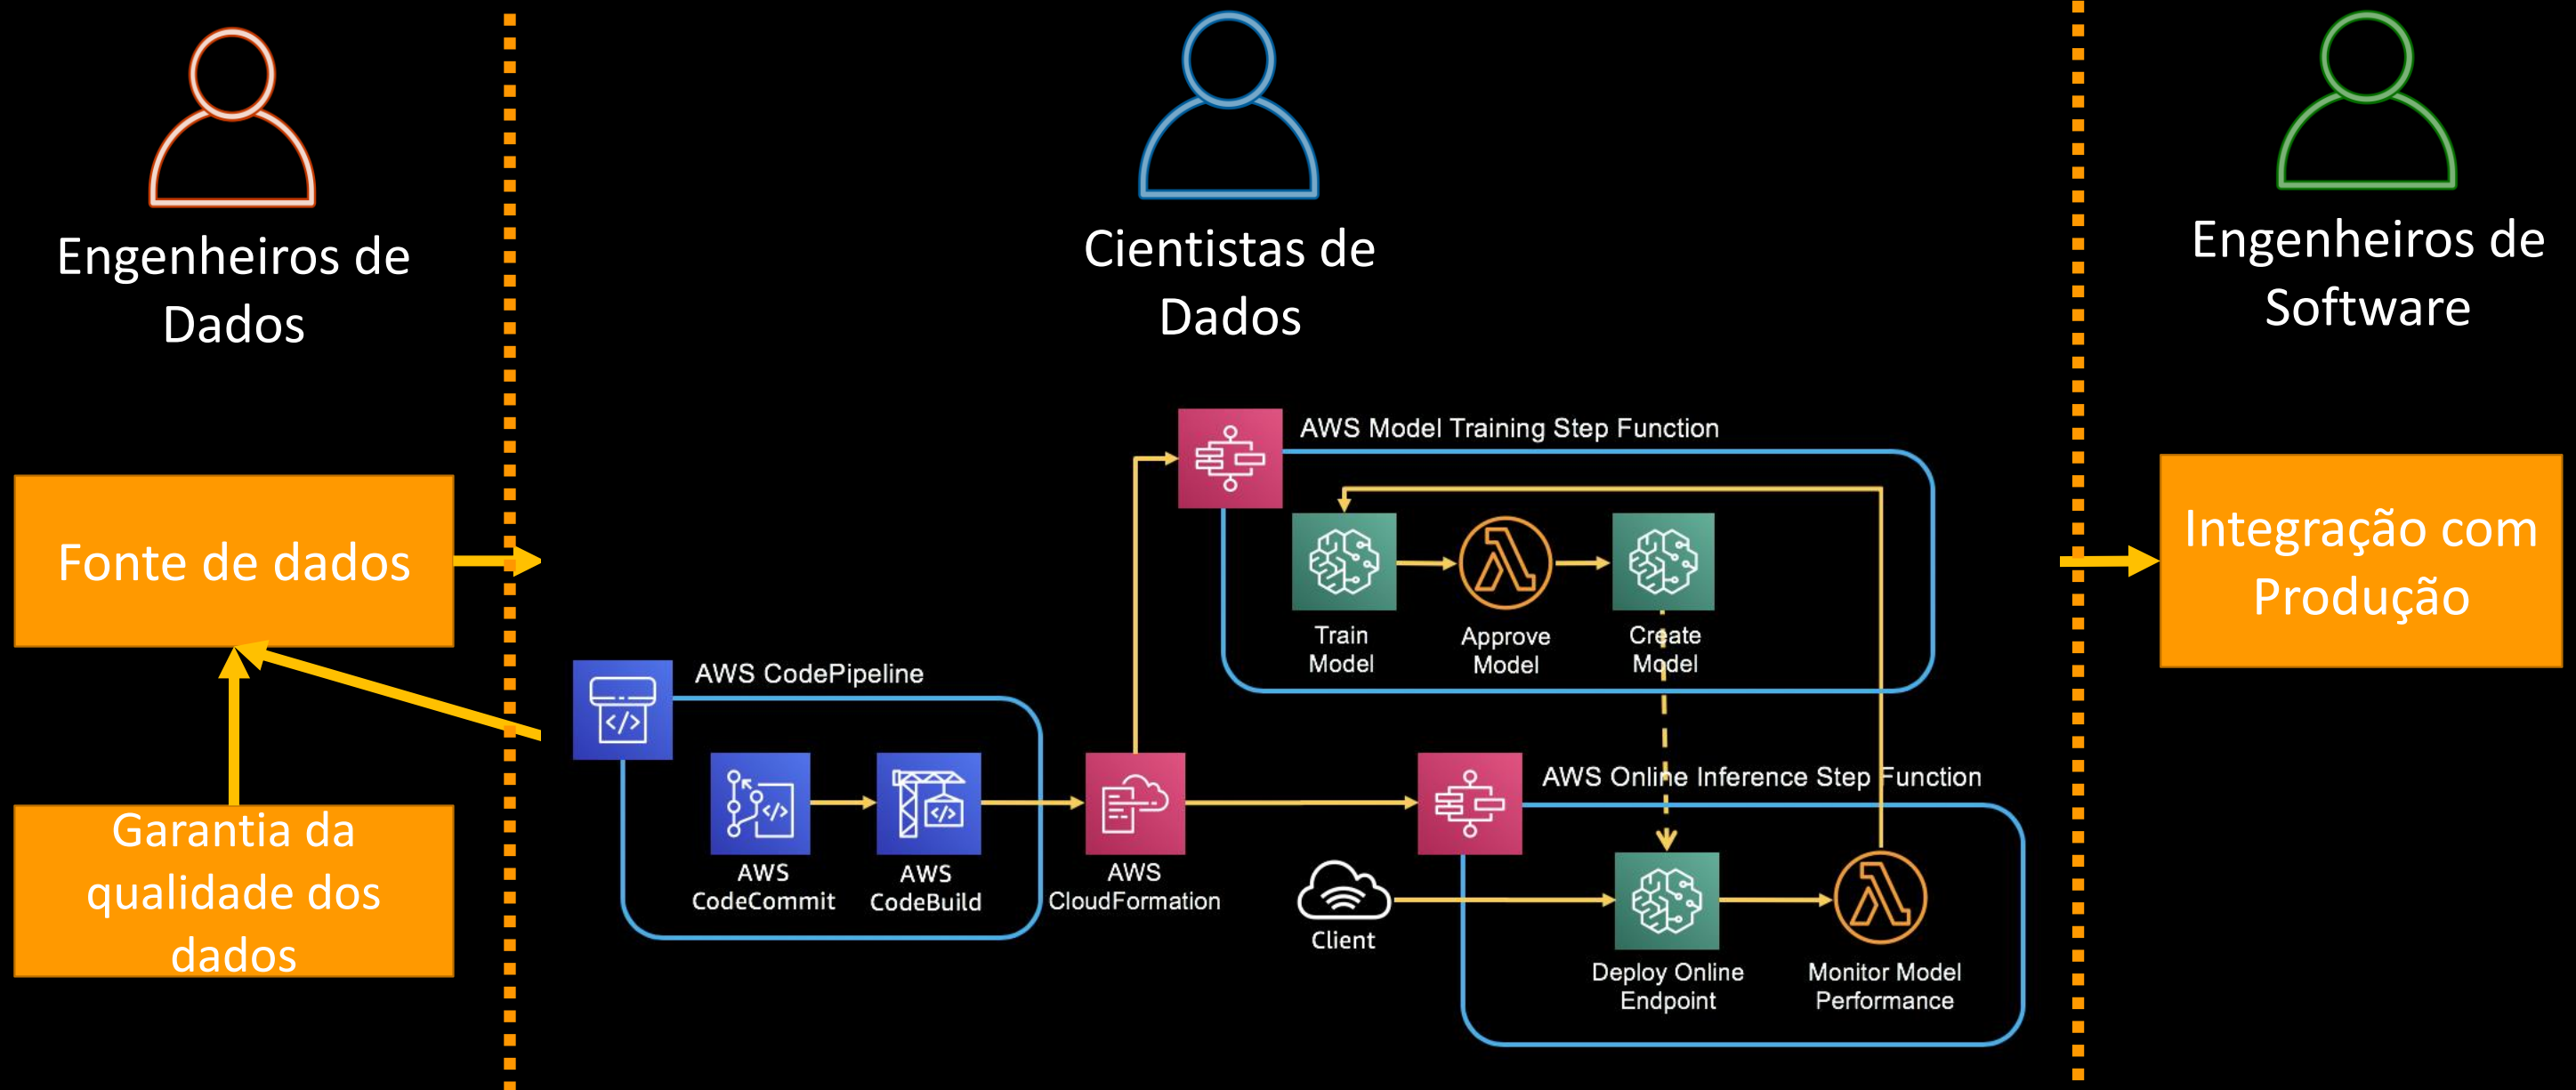 Engenheiros de
Dados
Cientistas de
Dados
Engenheiros de
Software
Fonte de dados
Garantia da
qualidade dos
dados
AWS CodePipeline
AWS
CodeCommit
AWS
CodeBuild
AWS
CloudFormation
AWS Model Training Step Function
Train
Model
Approve
Model
Create
Model
AWS Online Inference Step Function
Client
Deploy Online
Endpoint
Monitor Model
Performance
Integração com
Produção